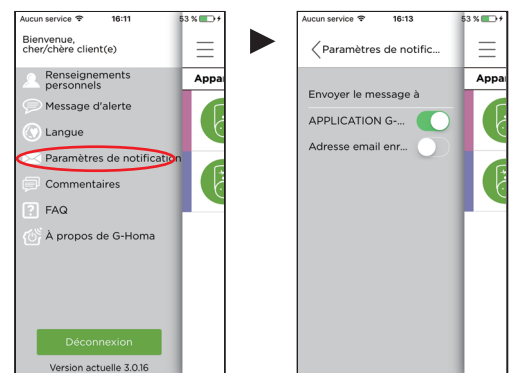 Aucun service 16:11 53 %
Bienvenue,
cher/chère client(e)
Appa
Renseignements
personnels
Message d'alerte
Langue
Paramètres de notification
Commentaires
? FAQ
À propos de G-Homa
Déconnexion
Version actuelle 3.0.16
Aucun service 16:13 53 %
Paramètres de notific...
Appa
Envoyer le message à
APPLICATION G-...
Adresse email enr...